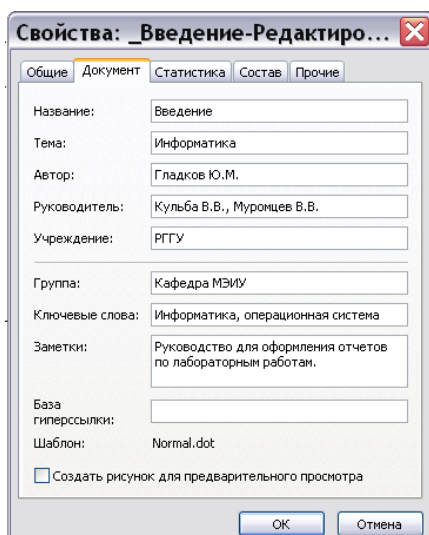 Свойства: _Введение-Редактиро...
Общие Документ Статистика Состав Прочие
Название: Введение
Тема: Информатика
Автор: Гладков Ю.М.
Руководитель: Кульба В.В., Муромцев В.В.
Учреждение: РГГУ
Группа: Кафедра МЭИУ
Ключевые слова: Информатика, операционная система
Заметки: Руководство для оформления отчетов
по лабораторным работам.
База
гиперссылки:
Шаблон: Normal.dot
Создать рисунок для предварительного просмотра
ОК Отмена